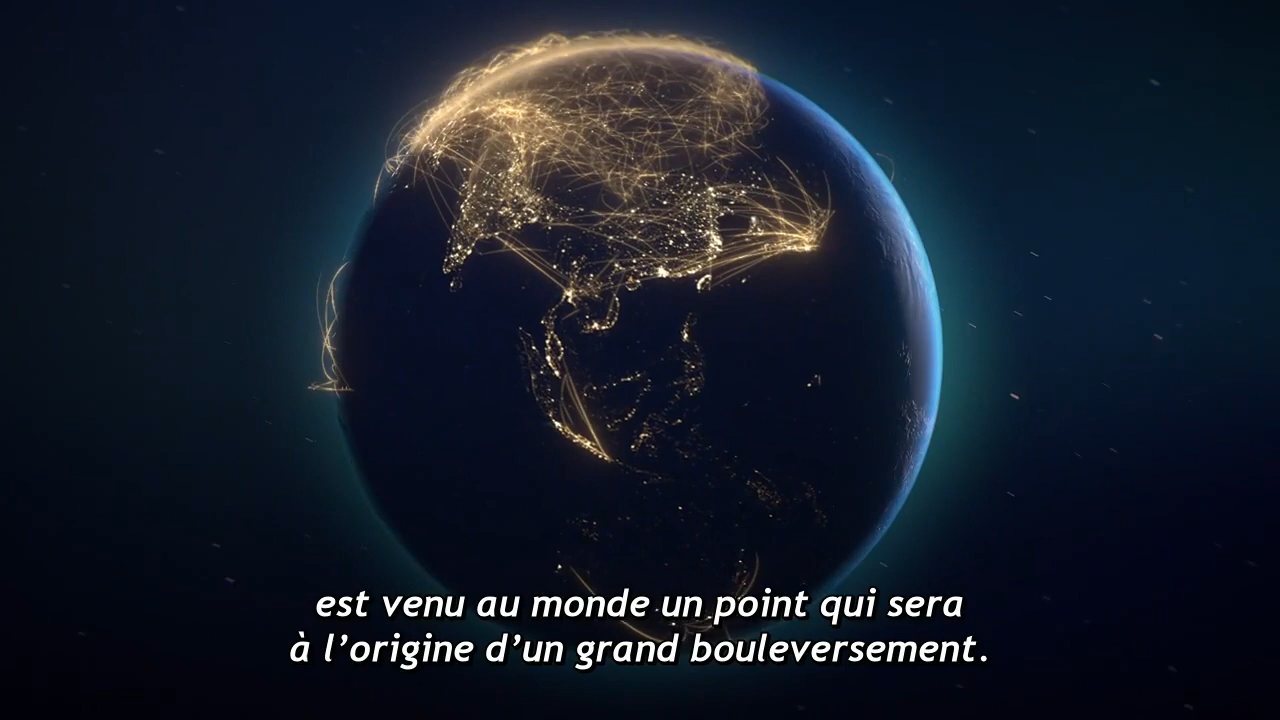 est venu au monde un point qui sera
à l’origine d’un grand bouleversement.